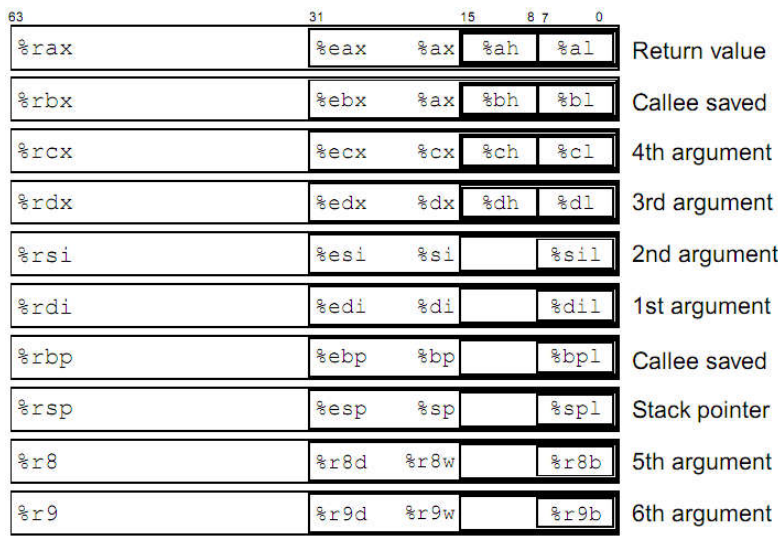 63 31 15 8 7 0
%rax %eax %ax %ah %al Return value
%rbx %ebx %ax %bh %bl Callee saved
%rcx %ecx %cx %ch %cl 4th argument
%rdx %edx %dx %dh %dl 3rd argument
%rsi %esi %si %sil 2nd argument
%rdi %edi %di %dil 1st argument
%rbp %ebp %bp %bpl Callee saved
%rsp %esp %sp %spl Stack pointer
%r8 %r8d %r8w %r8b 5th argument
%r9 %r9d %r9w %r9b 6th argument